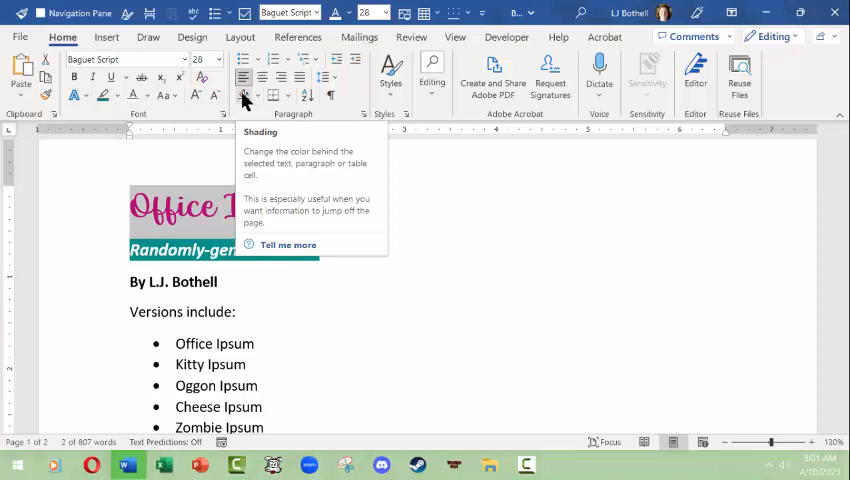 Navigation Pane
Baguet Script
28
B...
LJ Bothell
File Home Insert Draw Design Layout References Mailings Review View Developer Help Acrobat
Comments
Editing
Baguet Script
28
Paste
B I U
Aa
Styles
Editing
Create and Share
Adobe PDF
Request
Signatures
Dictate
Sensitivity
Editor
Reuse
Files
Clipboard
Font
Paragraph
Styles
Adobe Acrobat
Voice
Sensitivity
Editor
Reuse Files
Shading
Change the color behind the
selected text, paragraph or table
cell.
This is especially useful when you
want information to jump off the
page.
Tell me more
Office I
Randomly-gen
By L.J. Bothell
Versions include:
• Office Ipsum
• Kitty Ipsum
• Oggon Ipsum
• Cheese Ipsum
• Zombie Ipsum
Page 1 of 2 2 of 807 words Text Predictions: Off
Focus
130%
3:01 AM
4/10/2023